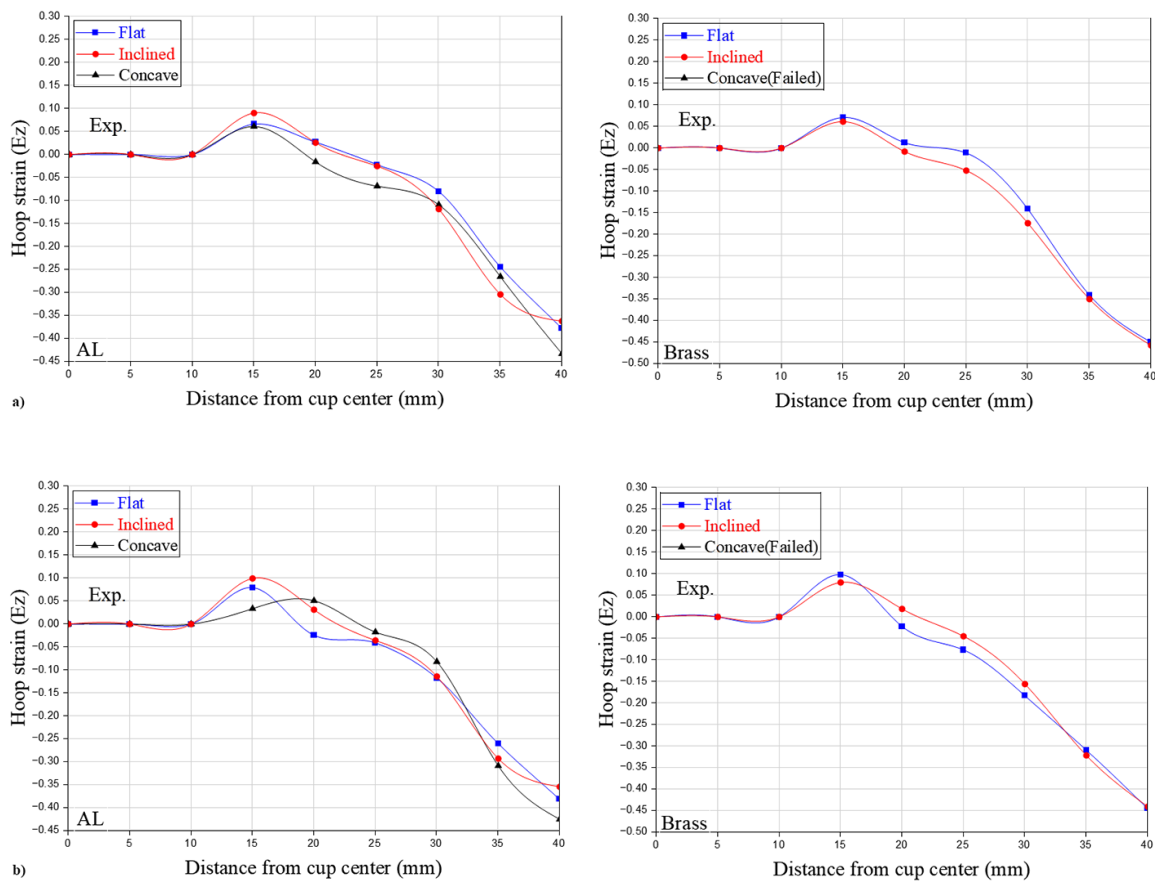 0.30
0.25
0.20
0.15
0.10
0.05
0.00
−0.05
−0.10
−0.15
−0.20
−0.25
−0.30
−0.35
−0.40
−0.45
Hoop strain (Ez)
Flat
Inclined
Concave
Exp.
AL
0 5 10 15 20 25 30 35 40
Distance from cup center (mm)
a)
0.30
0.25
0.20
0.15
0.10
0.05
0.00
−0.05
−0.10
−0.15
−0.20
−0.25
−0.30
−0.35
−0.40
−0.45
−0.50
Hoop strain (Ez)
Flat
Inclined
Concave(Failed)
Exp.
Brass
0 5 10 15 20 25 30 35 40
Distance from cup center (mm)
0.30
0.25
0.20
0.15
0.10
0.05
0.00
−0.05
−0.10
−0.15
−0.20
−0.25
−0.30
−0.35
−0.40
−0.45
Hoop strain (Ez)
Flat
Inclined
Concave
Exp.
AL
0 5 10 15 20 25 30 35 40
Distance from cup center (mm)
b)
0.30
0.25
0.20
0.15
0.10
0.05
0.00
−0.05
−0.10
−0.15
−0.20
−0.25
−0.30
−0.35
−0.40
−0.45
−0.50
Hoop strain (Ez)
Flat
Inclined
Concave(Failed)
Exp.
Brass
0 5 10 15 20 25 30 35 40
Distance from cup center (mm)